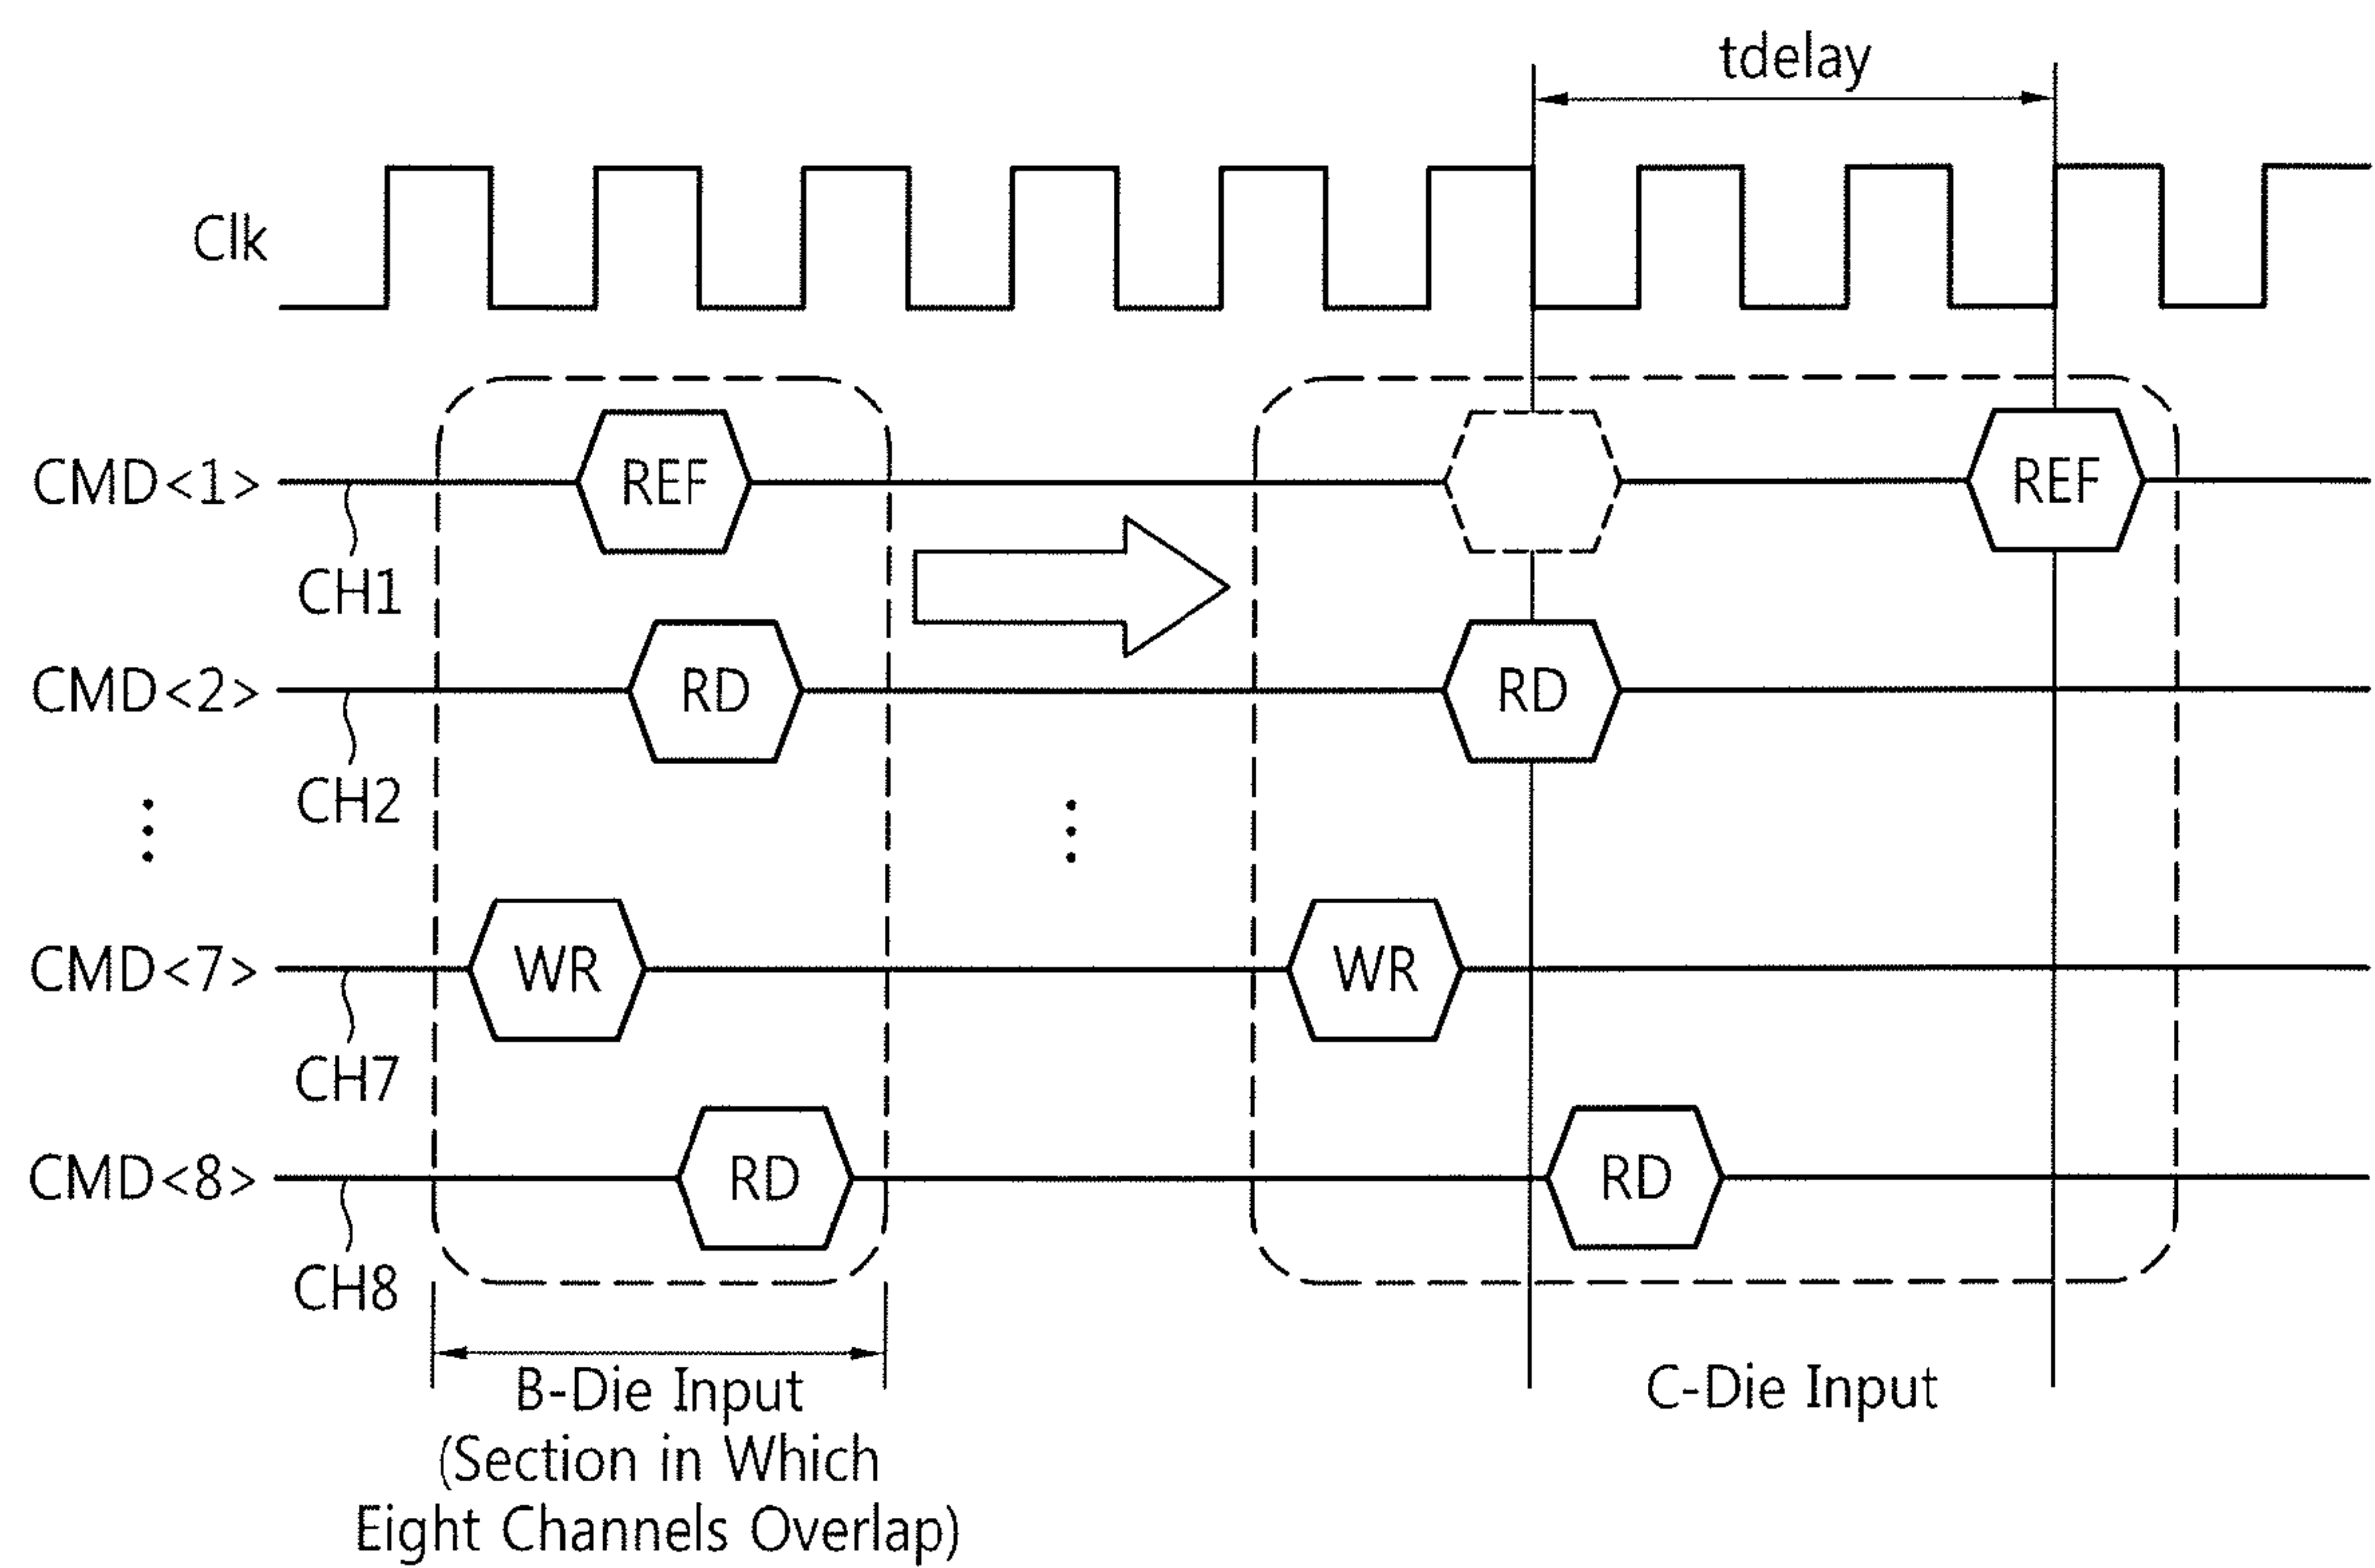 tdelay
Clk
CMD<1> REF REF
CH1
CMD<2> RD RD
CH2
CMD<7> WR WR
CH7
CMD<8> RD RD
CH8
B-Die Input C-Die Input
(Section in Which
Eight Channels Overlap)